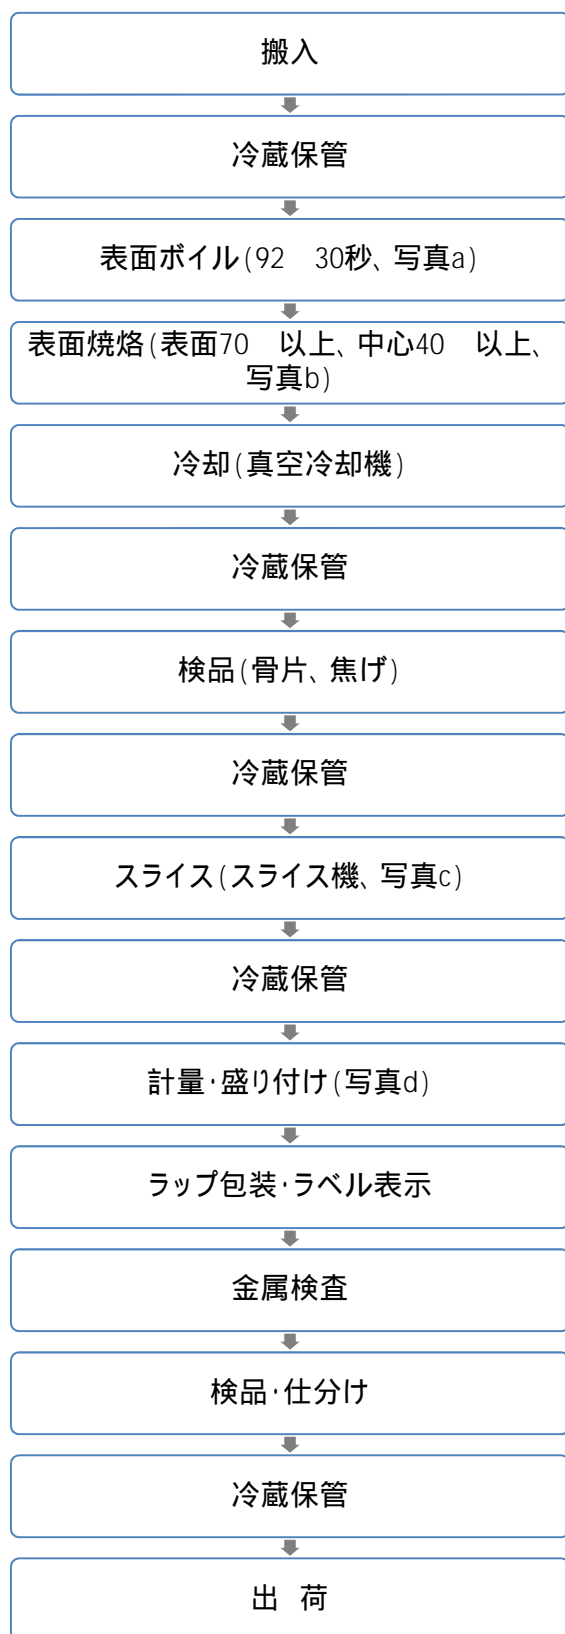 搬入
冷蔵保管
表面ボイル(92　30秒、写真a)
表面焼烙(表面70　以上、中心40　以上、
写真b)
冷却(真空冷却機)
冷蔵保管
検品(骨片、焦げ)
冷蔵保管
スライス(スライス機、写真c)
冷蔵保管
計量・盛り付け(写真d)
ラップ包装・ラベル表示
金属検査
検品・仕分け
冷蔵保管
出　荷